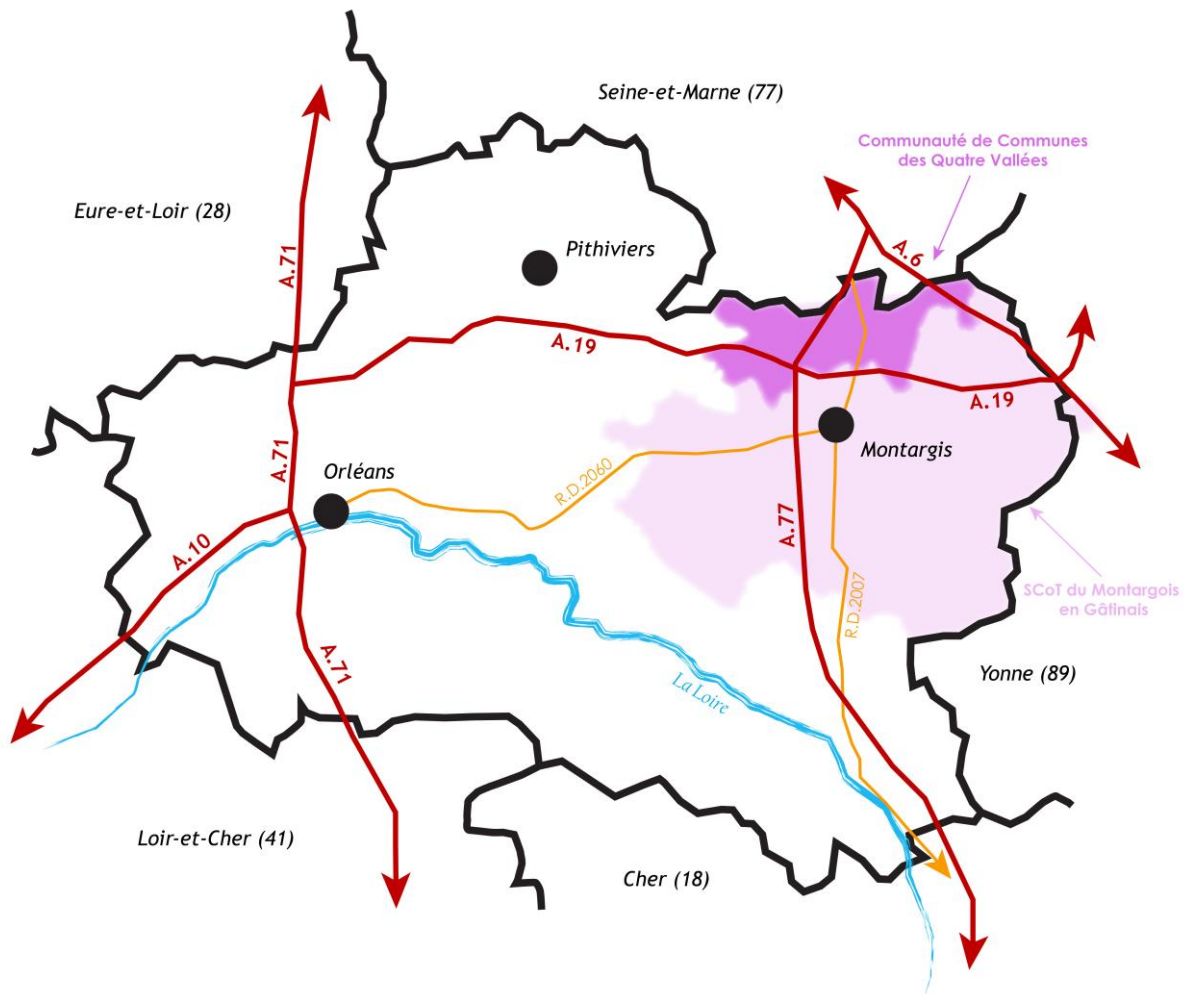 Seine-et-Marne (77)
Communauté de Communes
des Quatre Vallées
Eure-et-Loir (28)
Pithiviers
A.6
A.71
A.19
A.19
Montargis
A.71
Orléans
R.D.2060
A.77
A.10
SCoT du Montargois
en Gâtinais
R.D.2007
A.71
Yonne (89)
La Loire
Loir-et-Cher (41)
Cher (18)